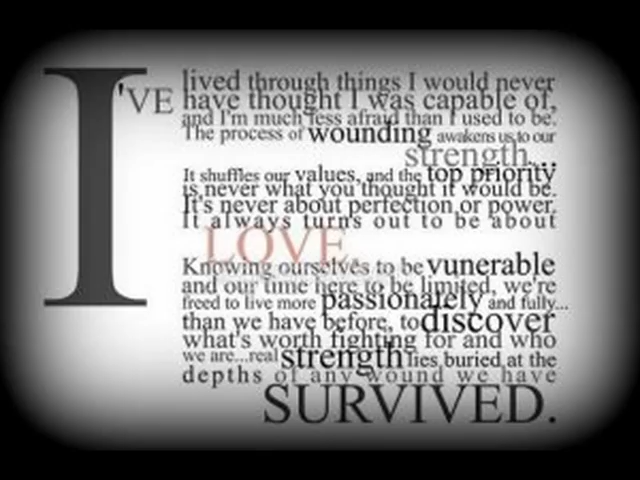 I'VE lived through things I would never
have thought I was capable of,
and I'm much less afraid than I used to be.
The process of wounding awakens us to our
strength...
It shuffles our values, and the top priority
is never what you thought it would be.
It's never about perfection or power.
It always turns out to be about
LOVE.
Knowing ourselves to be vunerable
and our time here to be limited, we're
freed to live more passionately and fully...
than we have before, to discover
what's worth fighting for and who
we are...real strength lies buried at the
depths of any wound we have
SURVIVED.